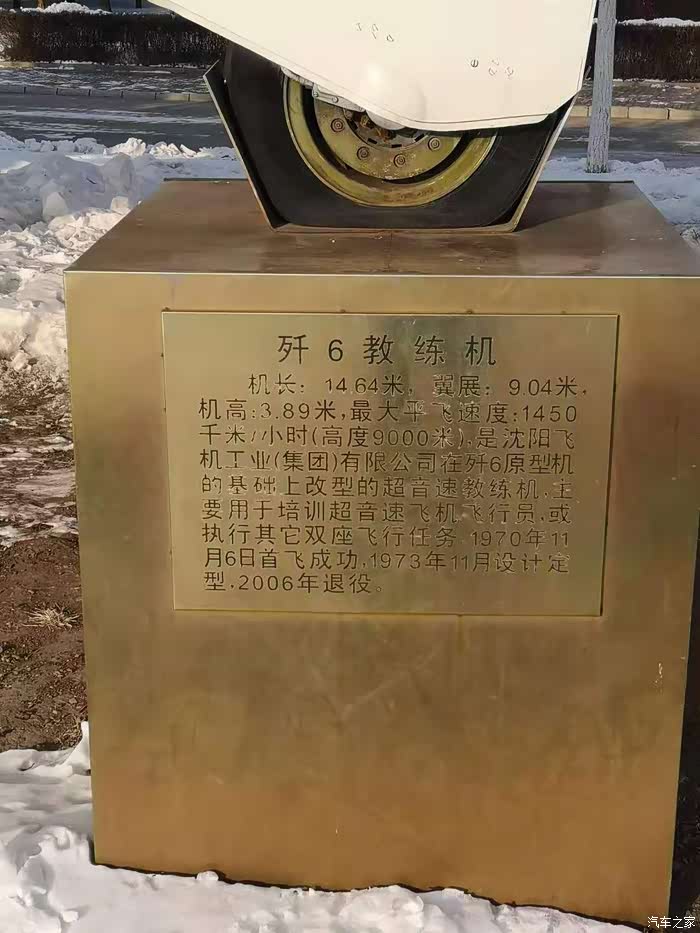 歼6教练机
机长：14.64米，翼展：9.04米，
机高:3.89米,最大平飞速度:1450
千米/小时(高度9000米),是沈阳飞
机工业(集团)有限公司在歼6原型机
的基础上改型的超音速教练机,主
要用于培训超音速飞机飞行员,或
执行其它双座飞行任务.1970年11
月6日首飞成功,1973年11月设计定
型,2006年退役。
汽车之家